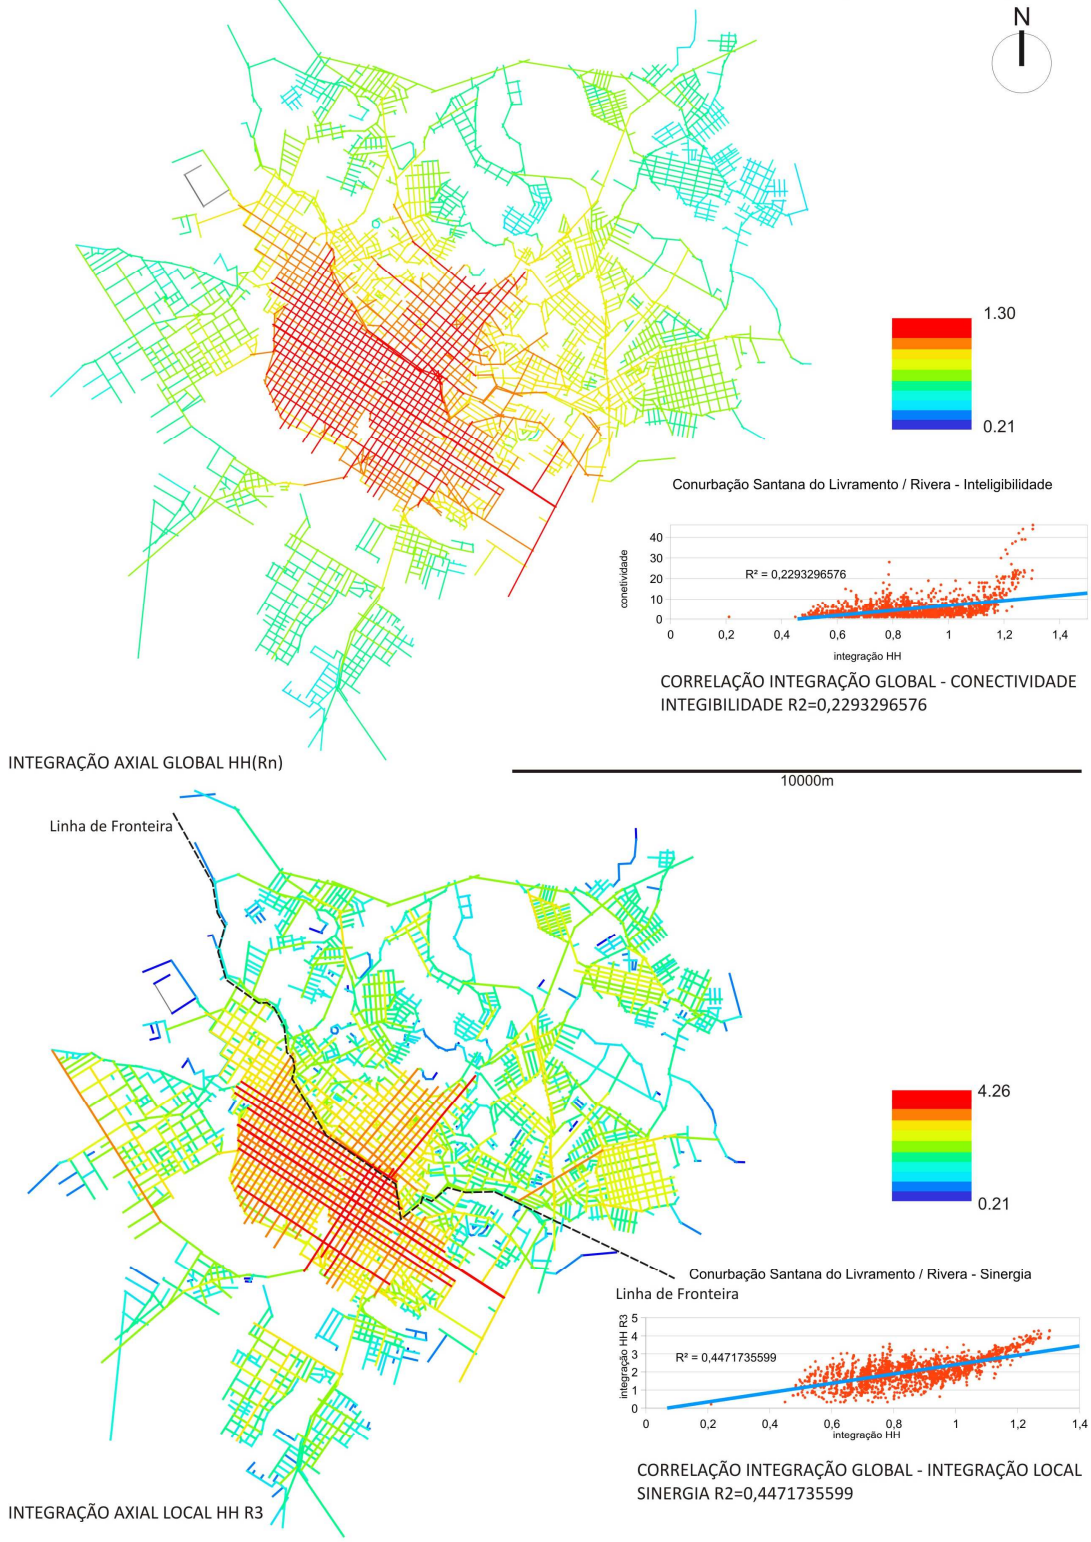 N
1.30
0.21
Conurbação Santana do Livramento / Rivera - Inteligibilidade
conetividade
40
30
20
10
0
R² = 0,2293296576
0
0,2
0,4
0,6
0,8
1
1,2
1,4
integração HH
CORRELAÇÃO INTEGRAÇÃO GLOBAL - CONECTIVIDADE
INTEGIBILIDADE R2=0,2293296576
INTEGRAÇÃO AXIAL GLOBAL HH(Rn)
10000m
Linha de Fronteira
4.26
0.21
Conurbação Santana do Livramento / Rivera - Sinergia
Linha de Fronteira
integração HH R3
5
4
3
2
1
0
R² = 0,4471735599
0
0,2
0,4
0,6
0,8
1
1,2
1,4
integração HH
CORRELAÇÃO INTEGRAÇÃO GLOBAL - INTEGRAÇÃO LOCAL
SINERGIA R2=0,4471735599
INTEGRAÇÃO AXIAL LOCAL HH R3